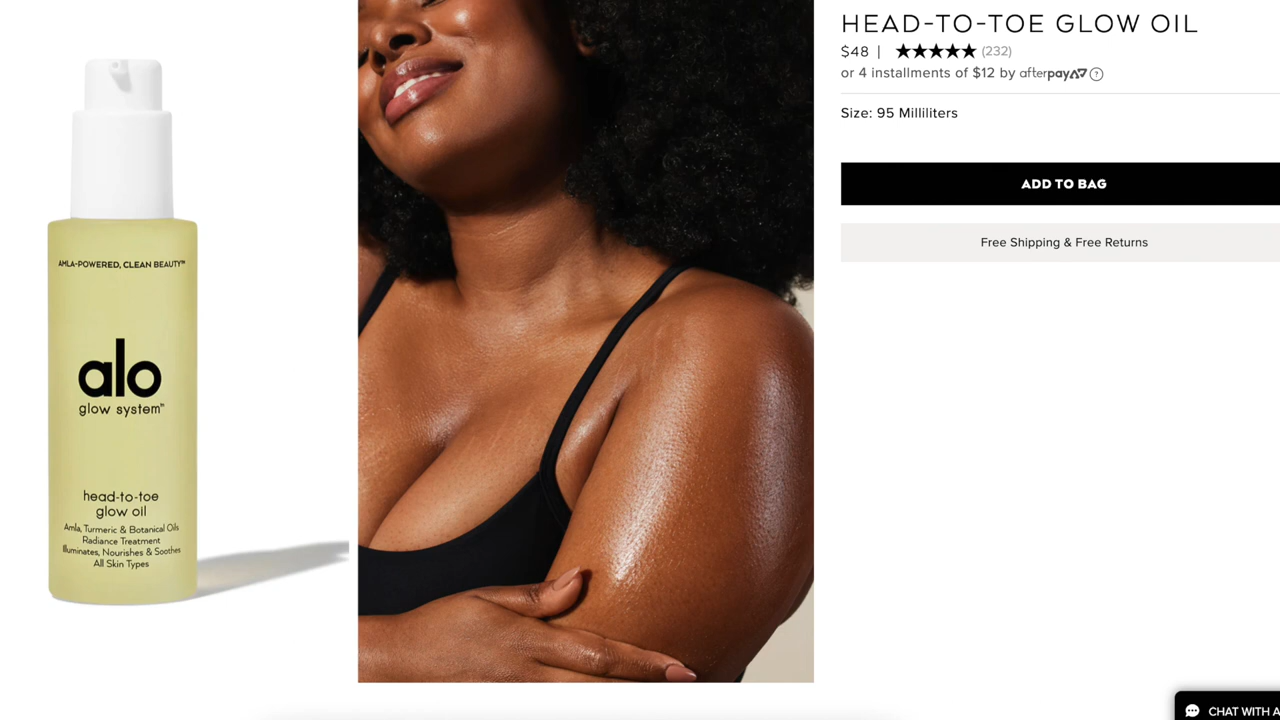 AMLA-POWERED, CLEAN BEAUTY™
alo
glow system™
head-to-toe
glow oil
Amla, Turmeric & Botanical Oils
Radiance Treatment
Illuminates, Nourishes & Soothes
All Skin Types
HEAD-TO-TOE GLOW OIL
$48 | ★★★★★ (232)
or 4 installments of $12 by afterpay ?
Size: 95 Milliliters
ADD TO BAG
Free Shipping & Free Returns
CHAT WITH A